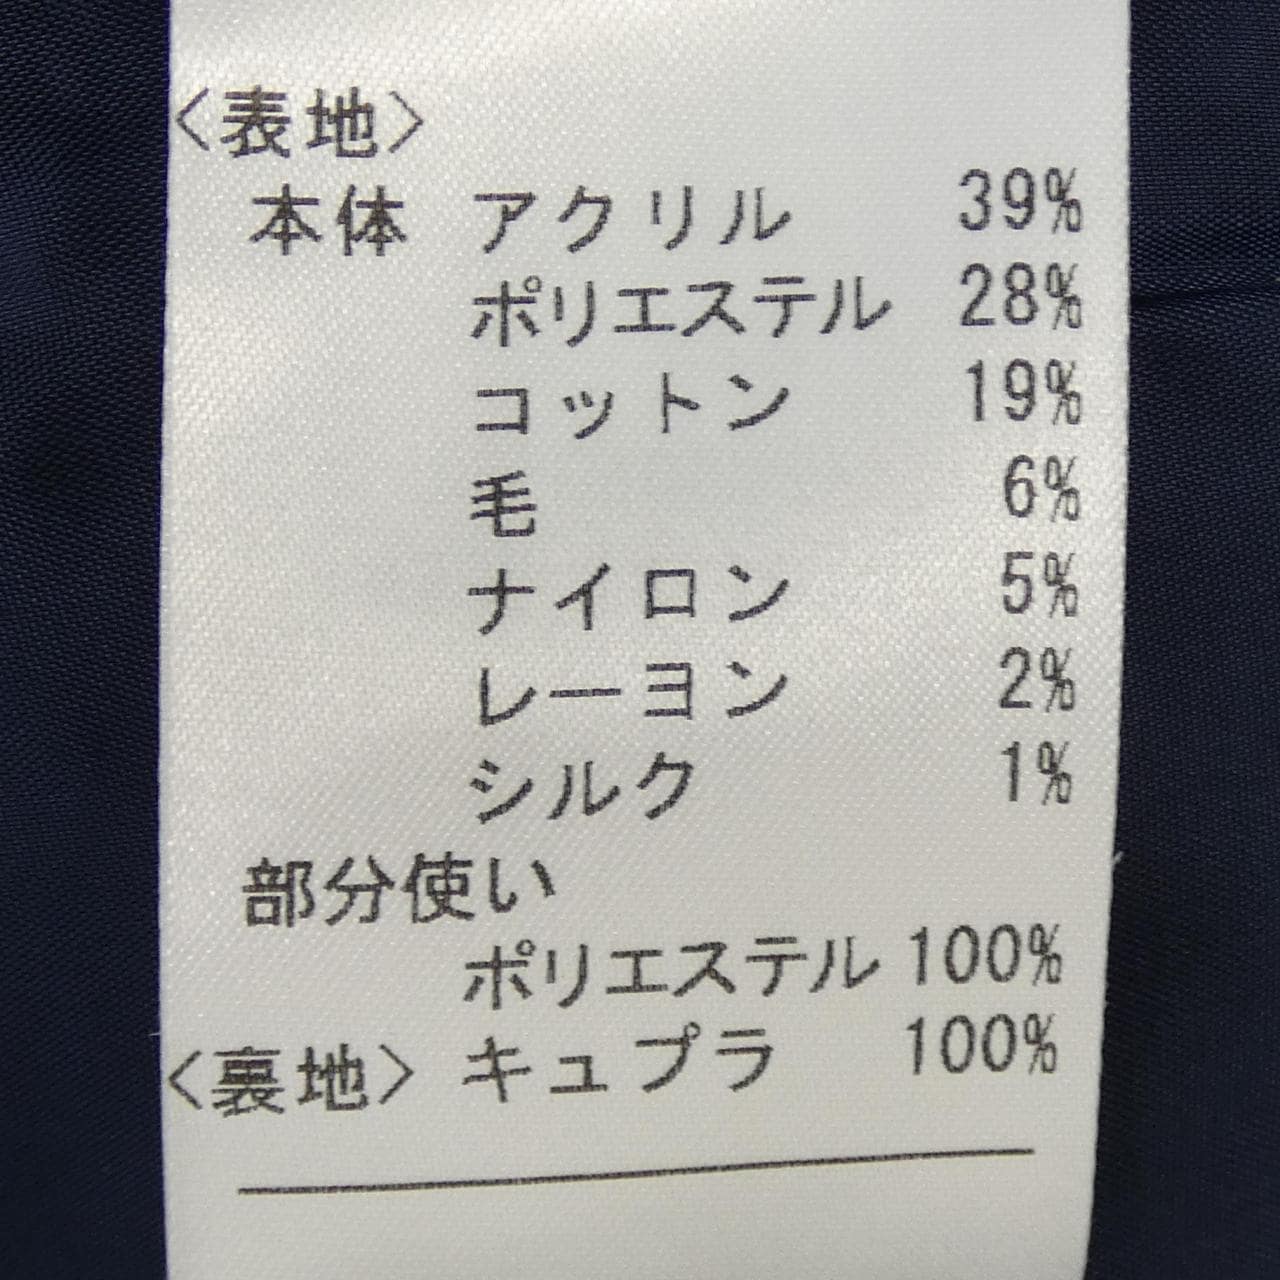 〈表地〉
本体 アクリル 39%
ポリエステル 28%
コットン 19%
毛 6%
ナイロン 5%
レーヨン 2%
シルク 1%
部分使い
ポリエステル 100%
〈裏地〉 キュプラ 100%